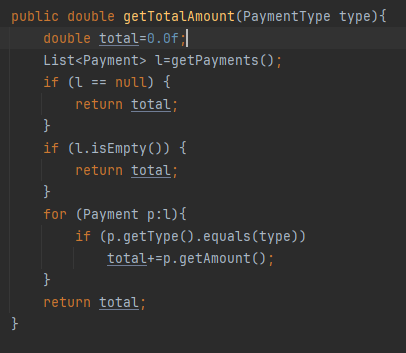 public double getTotalAmount(PaymentType type){
    double total=0.0f;
    List<Payment> l=getPayments();
    if (l == null) {
        return total;
    }
    if (l.isEmpty()) {
        return total;
    }
    for (Payment p:l){
        if (p.getType().equals(type))
            total+=p.getAmount();
    }
    return total;
}